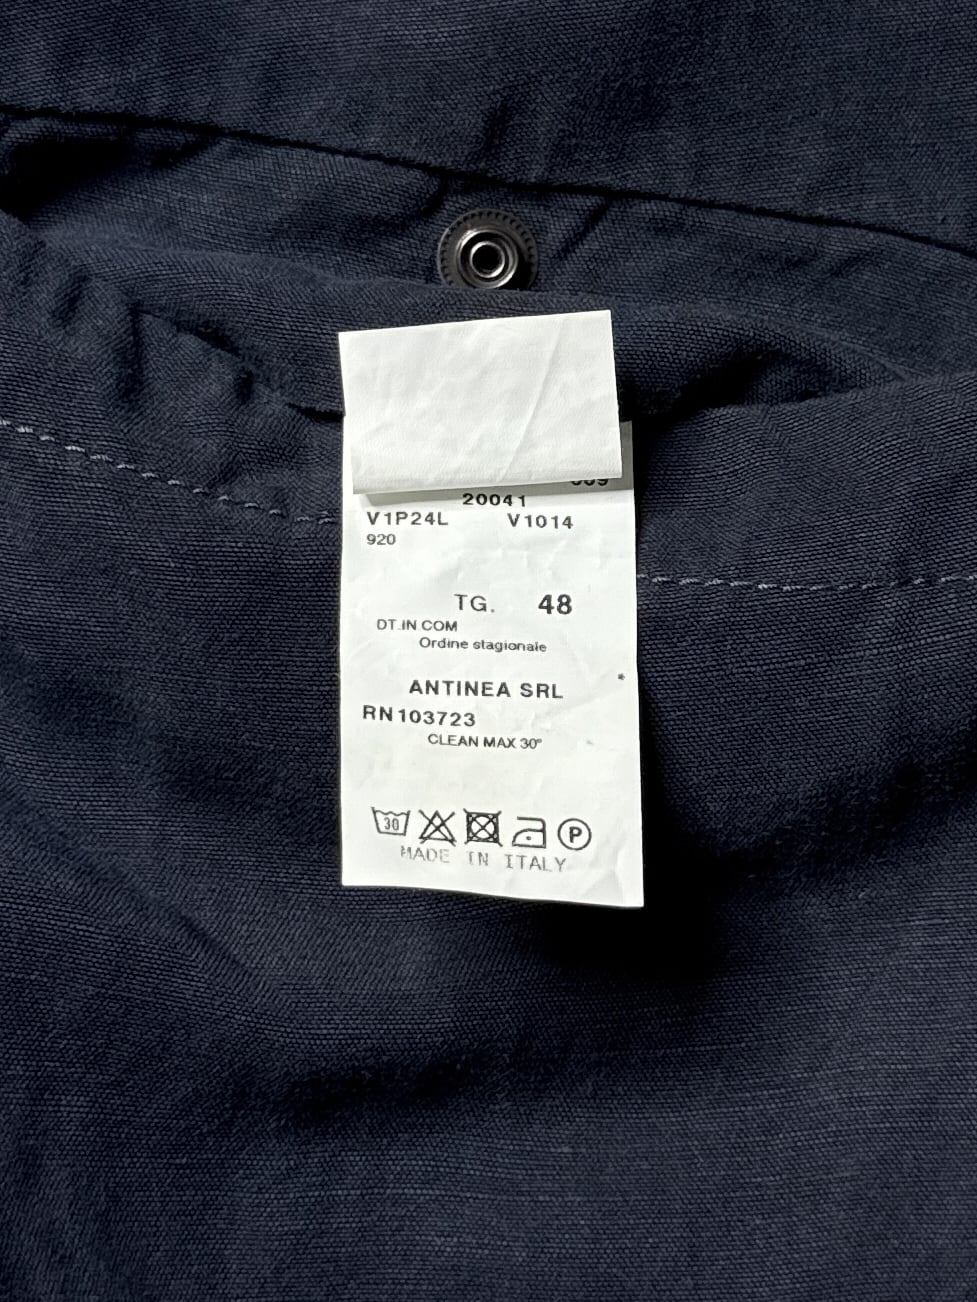 20041
V1P24L V1014
920
TG. 48
DT.IN COM
Ordine stagionale
ANTINEA SRL
RN103723
CLEAN MAX 30°
30 P
MADE IN ITALY